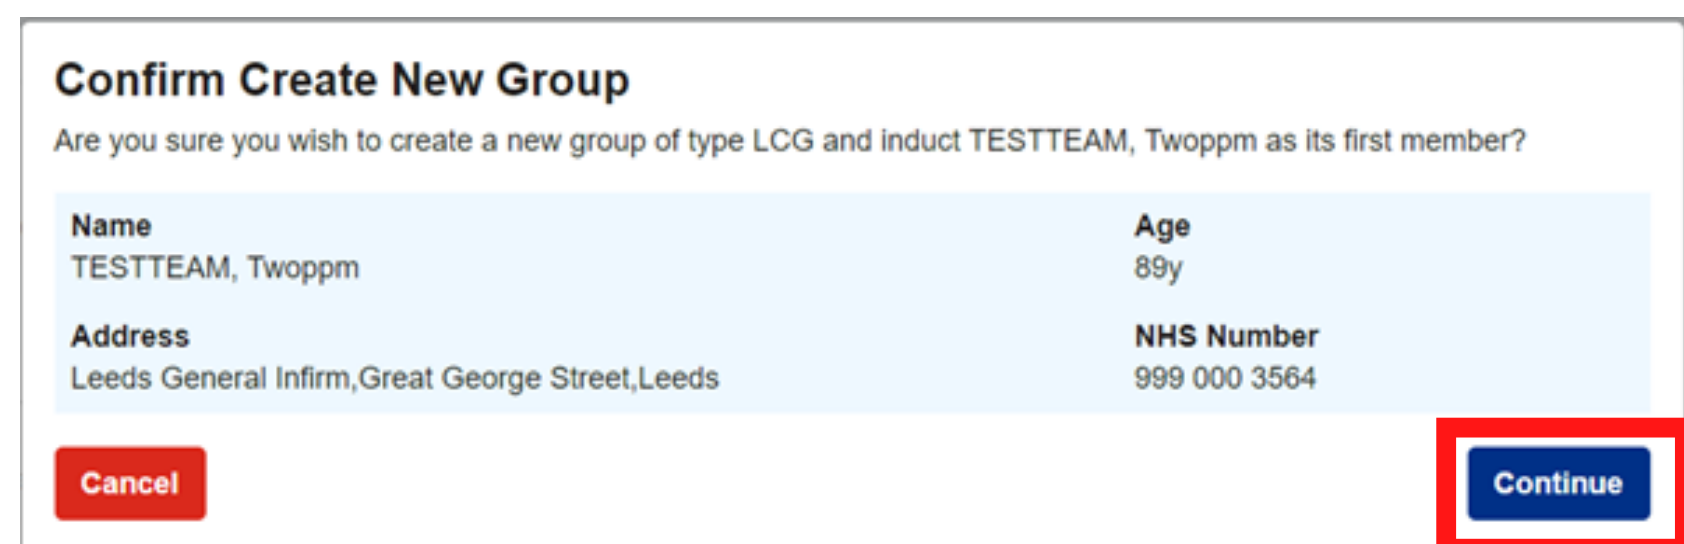 Confirm Create New Group
Are you sure you wish to create a new group of type LCG and induct TESTTEAM, Twoppm as its first member?
Name
TESTTEAM, Twoppm
Age
89y
Address
Leeds General Infirm,Great George Street,Leeds
NHS Number
999 000 3564
Cancel
Continue